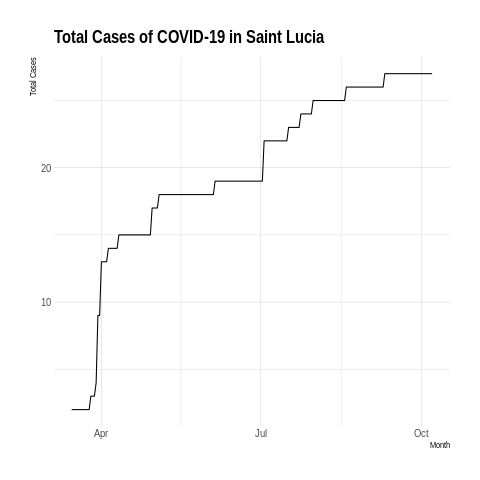 Total Cases of COVID-19 in Saint Lucia
Total Cases
20
10
Apr
Jul
Oct
Month